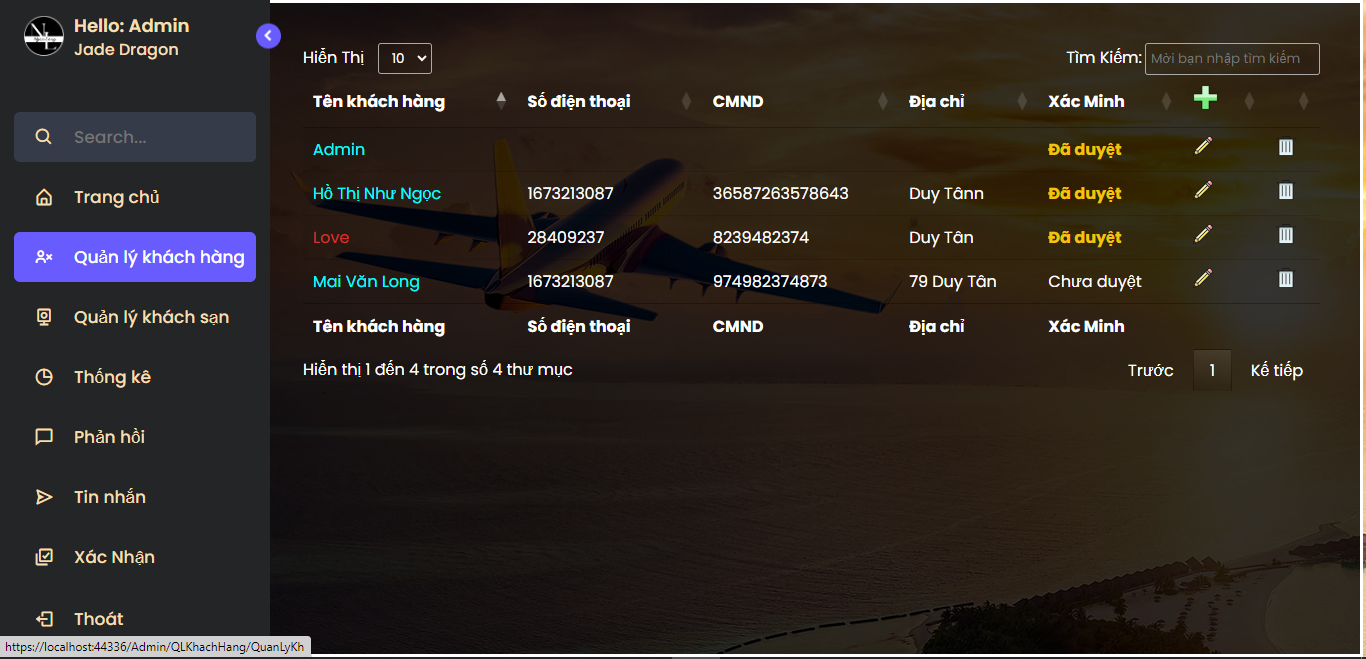 Hello: Admin
Jade Dragon
Search...
Trang chủ
Quản lý khách hàng
Quản lý khách sạn
Thống kê
Phản hồi
Tin nhắn
Xác Nhận
Thoát
Hiển Thị 10
Tìm Kiếm: Mời bạn nhập tìm kiếm
Tên khách hàng Số điện thoại CMND Địa chỉ Xác Minh
Admin Đã duyệt
Hồ Thị Như Ngọc 1673213087 36587263578643 Duy Tânn Đã duyệt
Love 28409237 8239482374 Duy Tân Đã duyệt
Mai Văn Long 1673213087 974982374873 79 Duy Tân Chưa duyệt
Tên khách hàng Số điện thoại CMND Địa chỉ Xác Minh
Hiển thị 1 đến 4 trong số 4 thư mục
Trước 1 Kế tiếp
https://localhost:44336/Admin/QLKhachHang/QuanLyKh